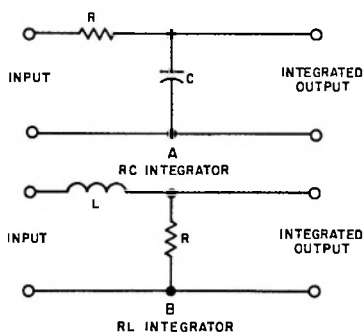 R
INPUT
C
INTEGRATED
OUTPUT
A
RC INTEGRATOR
L
INPUT
R
INTEGRATED
OUTPUT
B
RL INTEGRATOR